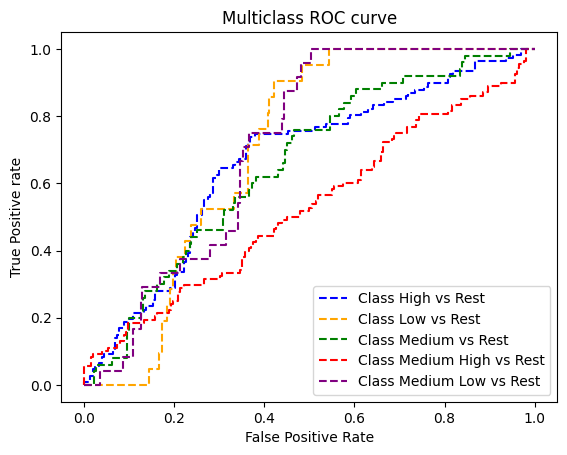 Multiclass ROC curve
True Positive rate
1.0
0.8
0.6
0.4
0.2
0.0
Class High vs Rest
Class Low vs Rest
Class Medium vs Rest
Class Medium High vs Rest
Class Medium Low vs Rest
0.0 0.2 0.4 0.6 0.8 1.0
False Positive Rate